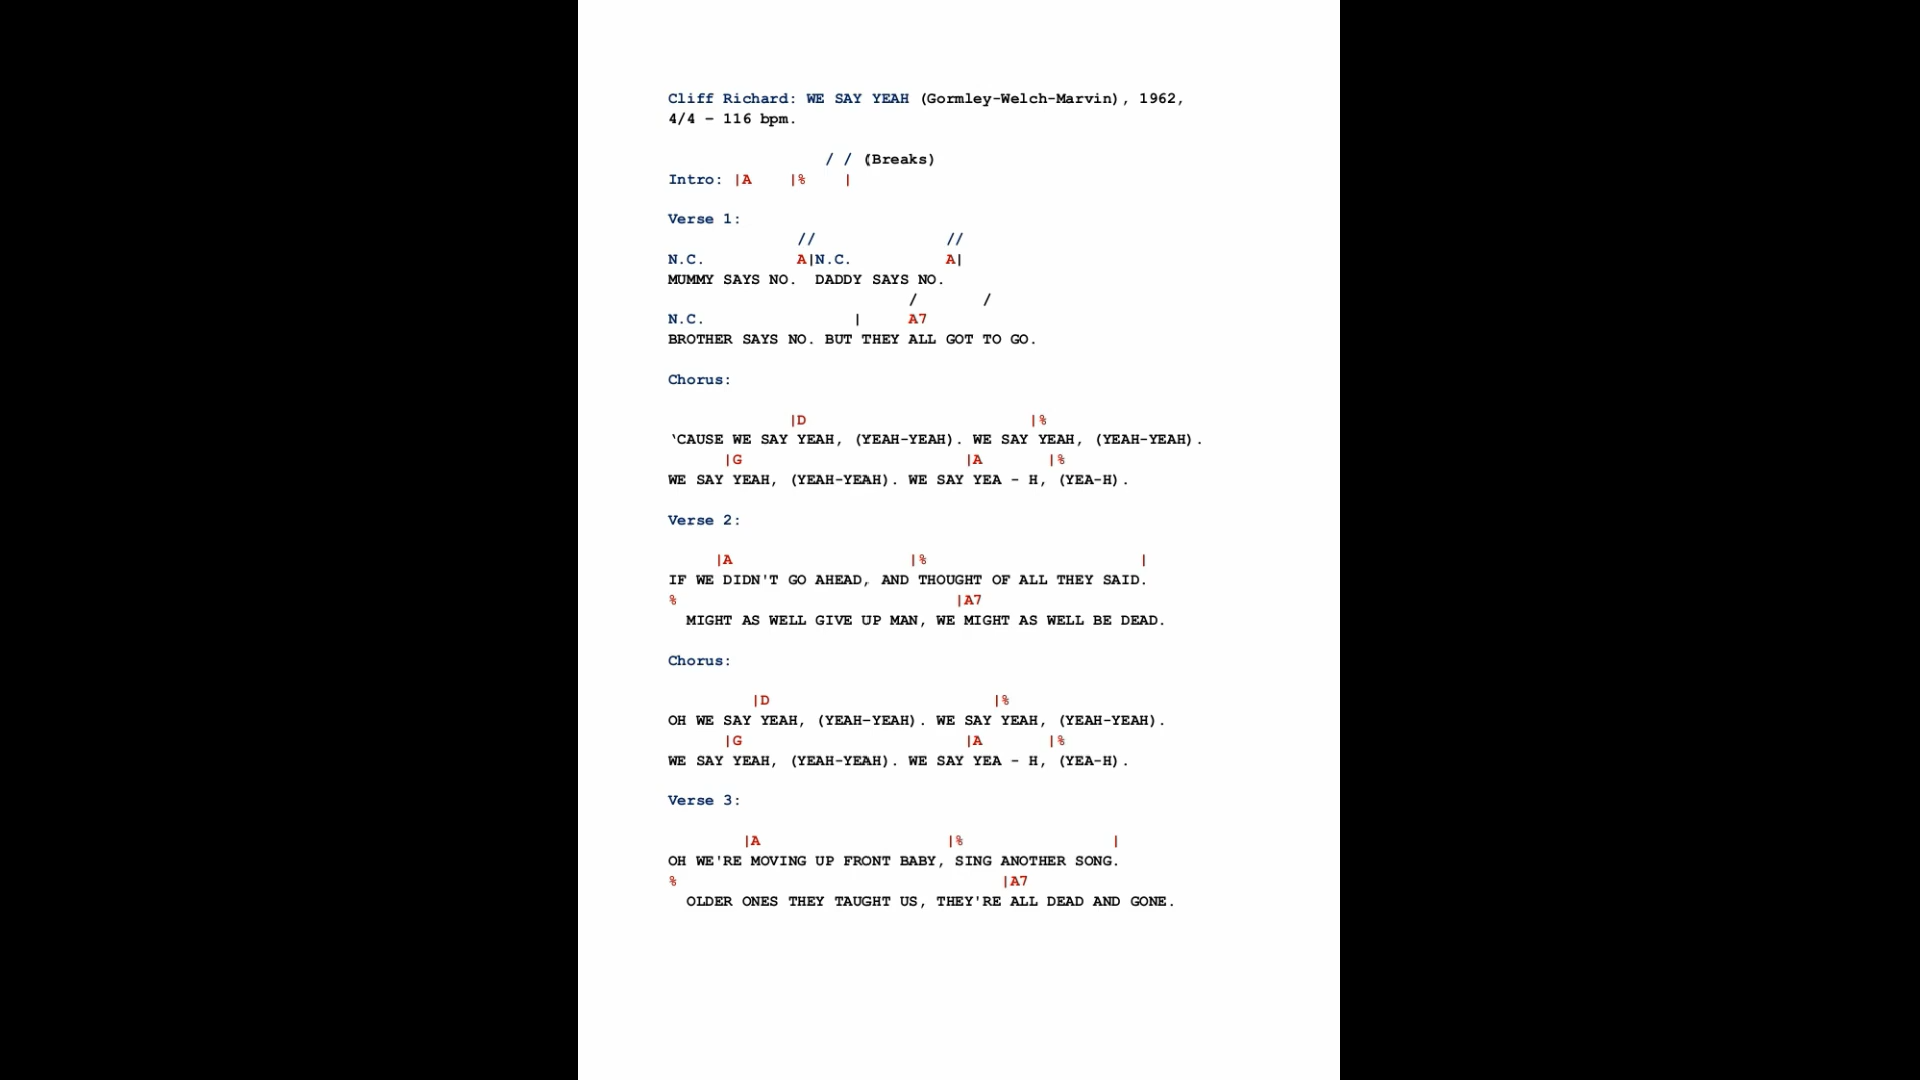 Cliff Richard: WE SAY YEAH (Gormley-Welch-Marvin), 1962,
4/4 – 116 bpm.
/ / (Breaks)
Intro: |A |% |
Verse 1:
// //
N.C. A|N.C. A|
MUMMY SAYS NO. DADDY SAYS NO.
/ /
N.C. | A7
BROTHER SAYS NO. BUT THEY ALL GOT TO GO.
Chorus:
|D |%
‘CAUSE WE SAY YEAH, (YEAH-YEAH). WE SAY YEAH, (YEAH-YEAH).
|G |A |%
WE SAY YEAH, (YEAH-YEAH). WE SAY YEA - H, (YEA-H).
Verse 2:
|A |% |
IF WE DIDN'T GO AHEAD, AND THOUGHT OF ALL THEY SAID.
% |A7
MIGHT AS WELL GIVE UP MAN, WE MIGHT AS WELL BE DEAD.
Chorus:
|D |%
OH WE SAY YEAH, (YEAH-YEAH). WE SAY YEAH, (YEAH-YEAH).
|G |A |%
WE SAY YEAH, (YEAH-YEAH). WE SAY YEA - H, (YEA-H).
Verse 3:
|A |% |
OH WE'RE MOVING UP FRONT BABY, SING ANOTHER SONG.
% |A7
OLDER ONES THEY TAUGHT US, THEY'RE ALL DEAD AND GONE.